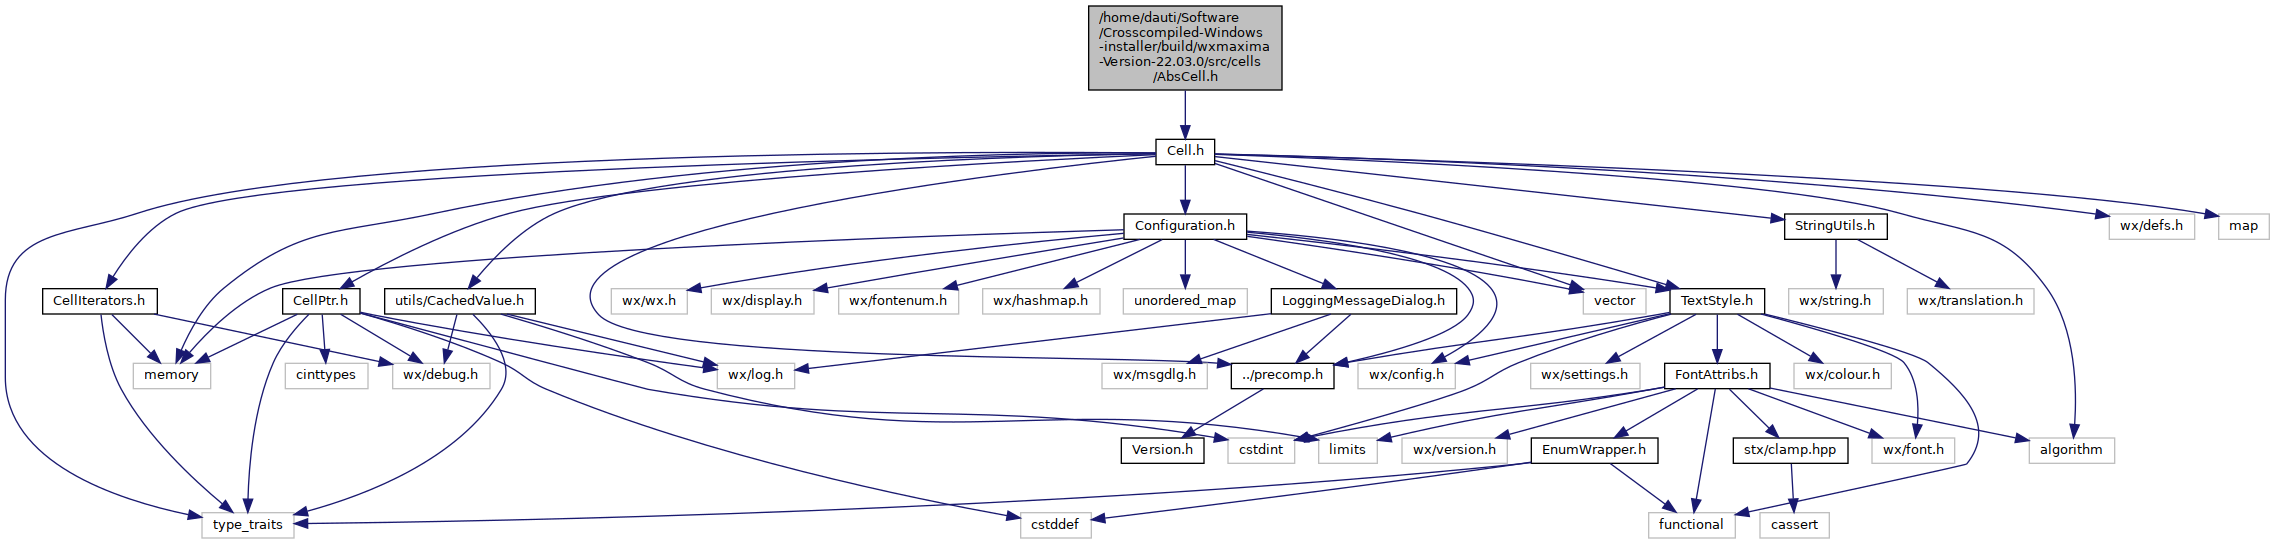 /home/dauti/Software
/Crosscompiled-Windows
-installer/build/wxmaxima
-Version-22.03.0/src/cells
/AbsCell.h
Cell.h
Configuration.h
StringUtils.h
wx/defs.h
map
CellIterators.h
CellPtr.h
utils/CachedValue.h
wx/wx.h
wx/display.h
wx/fontenum.h
wx/hashmap.h
unordered_map
LoggingMessageDialog.h
vector
TextStyle.h
wx/string.h
wx/translation.h
memory
cinttypes
wx/debug.h
wx/log.h
wx/msgdlg.h
../precomp.h
wx/config.h
wx/settings.h
FontAttribs.h
wx/colour.h
Version.h
cstdint
limits
wx/version.h
EnumWrapper.h
stx/clamp.hpp
wx/font.h
algorithm
type_traits
cstddef
functional
cassert